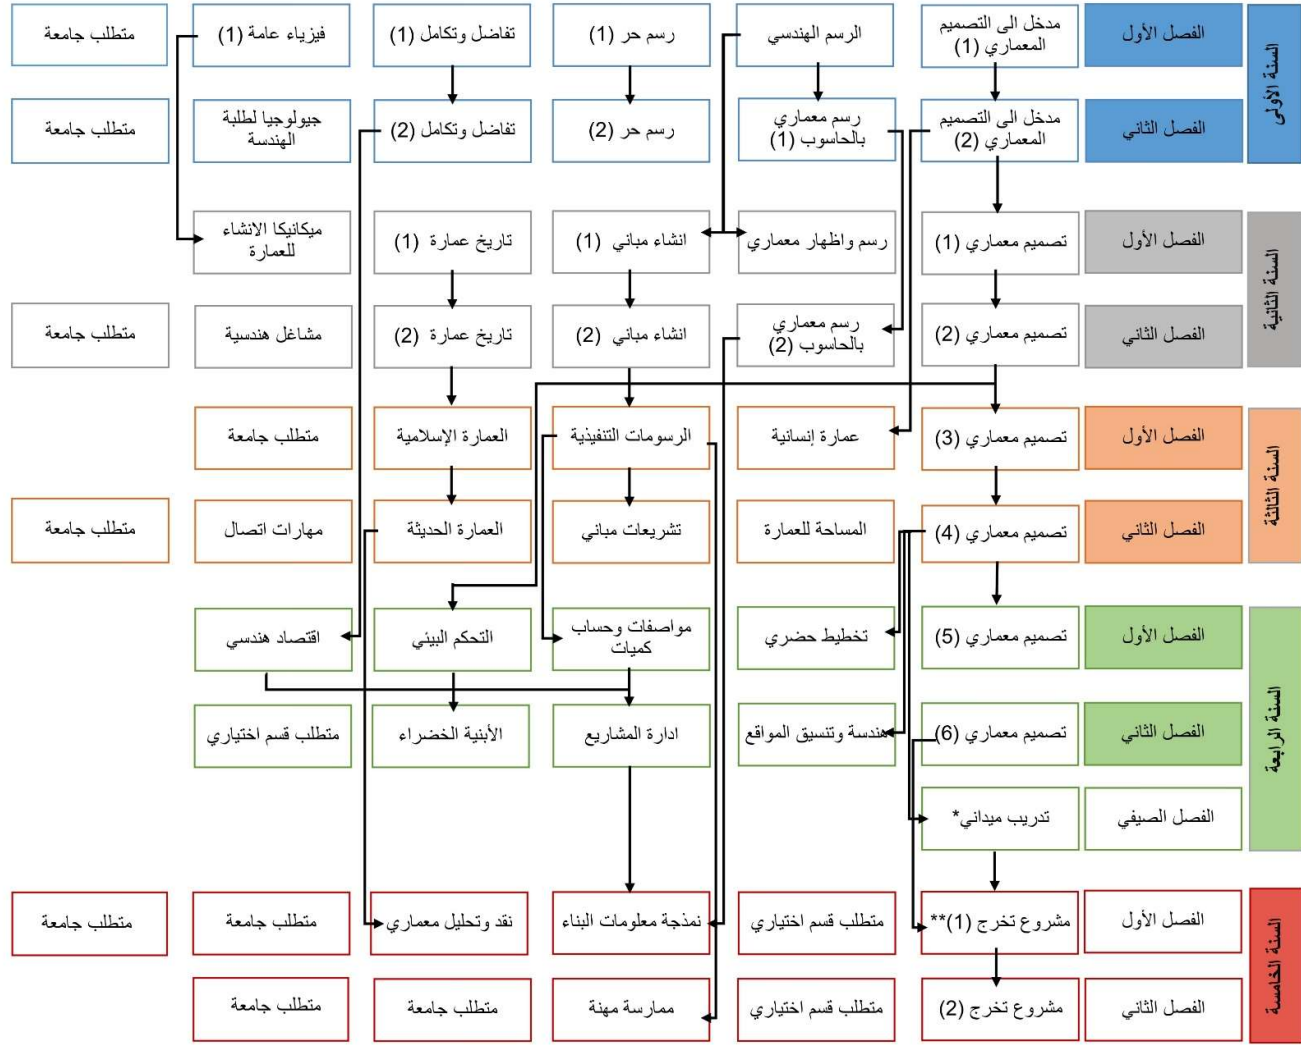 السنة الأولى
الفصل الأول
مدخل الى التصميم
المعماري (1)
الرسم الهندسي
رسم حر (1)
تفاضل وتكامل (1)
فيزياء عامة (1)
متطلب جامعة
الفصل الثاني
مدخل الى التصميم
المعماري (2)
رسم معماري
بالحاسوب (1)
رسم حر (2)
تفاضل وتكامل (2)
جيولوجيا لطلبة
الهندسة
متطلب جامعة
السنة الثانية
الفصل الأول
تصميم معماري (1)
رسم واظهار معماري
انشاء مباني (1)
تاريخ عمارة (1)
ميكانيكا الانشاء
للعمارة
الفصل الثاني
تصميم معماري (2)
رسم معماري
بالحاسوب (2)
انشاء مباني (2)
تاريخ عمارة (2)
مشاغل هندسية
متطلب جامعة
السنة الثالثة
الفصل الأول
تصميم معماري (3)
عمارة إنسانية
الرسومات التنفيذية
العمارة الإسلامية
متطلب جامعة
الفصل الثاني
تصميم معماري (4)
المساحة للعمارة
تشريعات مباني
العمارة الحديثة
مهارات اتصال
متطلب جامعة
السنة الرابعة
الفصل الأول
تصميم معماري (5)
تخطيط حضري
مواصفات وحساب
كميات
التحكم البيئي
اقتصاد هندسي
الفصل الثاني
تصميم معماري (6)
هندسة وتنسيق المواقع
ادارة المشاريع
الأبنية الخضراء
متطلب قسم اختياري
الفصل الصيفي
تدريب ميداني*
السنة الخامسة
الفصل الأول
مشروع تخرج (1)**
متطلب قسم اختياري
نمذجة معلومات البناء
نقد وتحليل معماري
متطلب جامعة
متطلب جامعة
الفصل الثاني
مشروع تخرج (2)
متطلب قسم اختياري
ممارسة مهنة
متطلب جامعة
متطلب جامعة